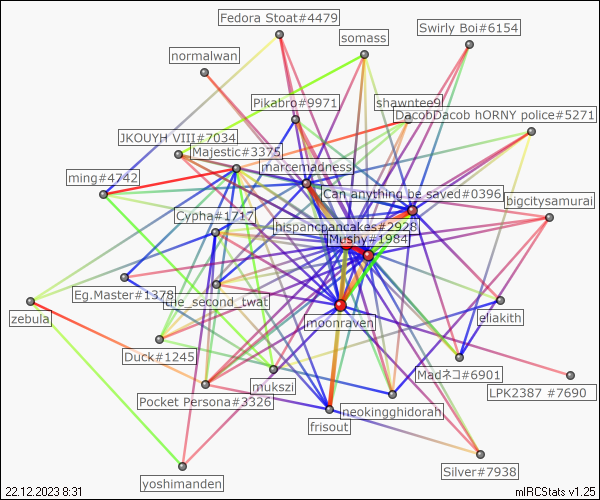 Fedora Stoat#4479
Swirly Boi#6154
somass
normalwan
shawntee9
Pikabro#9971
DacobDacob hORNY police#5271
JKOUYH VIII#7034
Majestic#3375
marcemadness
ming#4742
Can anything be saved#0396
bigcitysamurai
Cypha#1717
hispancpancakes#2928
Mushy#1984
Eg.Master#1378
the_second_twat
zebula
moonraven
eliakith
Duck#1245
mukszi
Madネコ#6901
LPK2387 #7690
Pocket Persona#3326
neokingghidorah
frisout
Silver#7938
yoshimanden
22.12.2023 8:31
mIRCStats v1.25